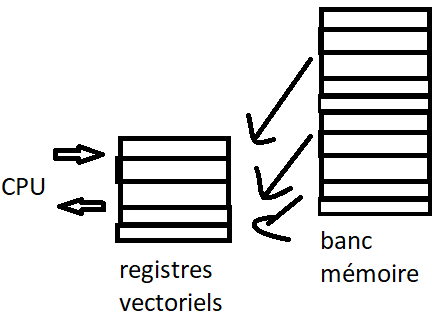 CPU
registres
vectoriels
banc
mémoire